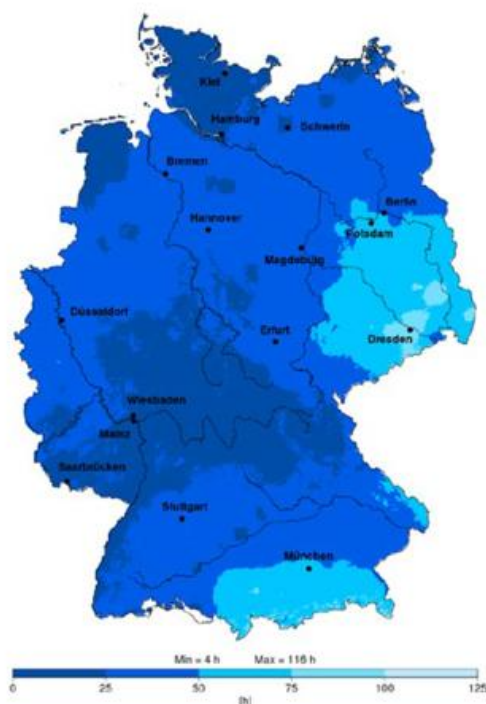 Kiel
Hamburg
Schwerin
Bremen
Berlin
Potsdam
Hannover
Magdeburg
Düsseldorf
Erfurt
Dresden
Wiesbaden
Mainz
Saarbrücken
Stuttgart
München
Min = 4 h Max = 116 h
0 25 50 75 100 125
[h]